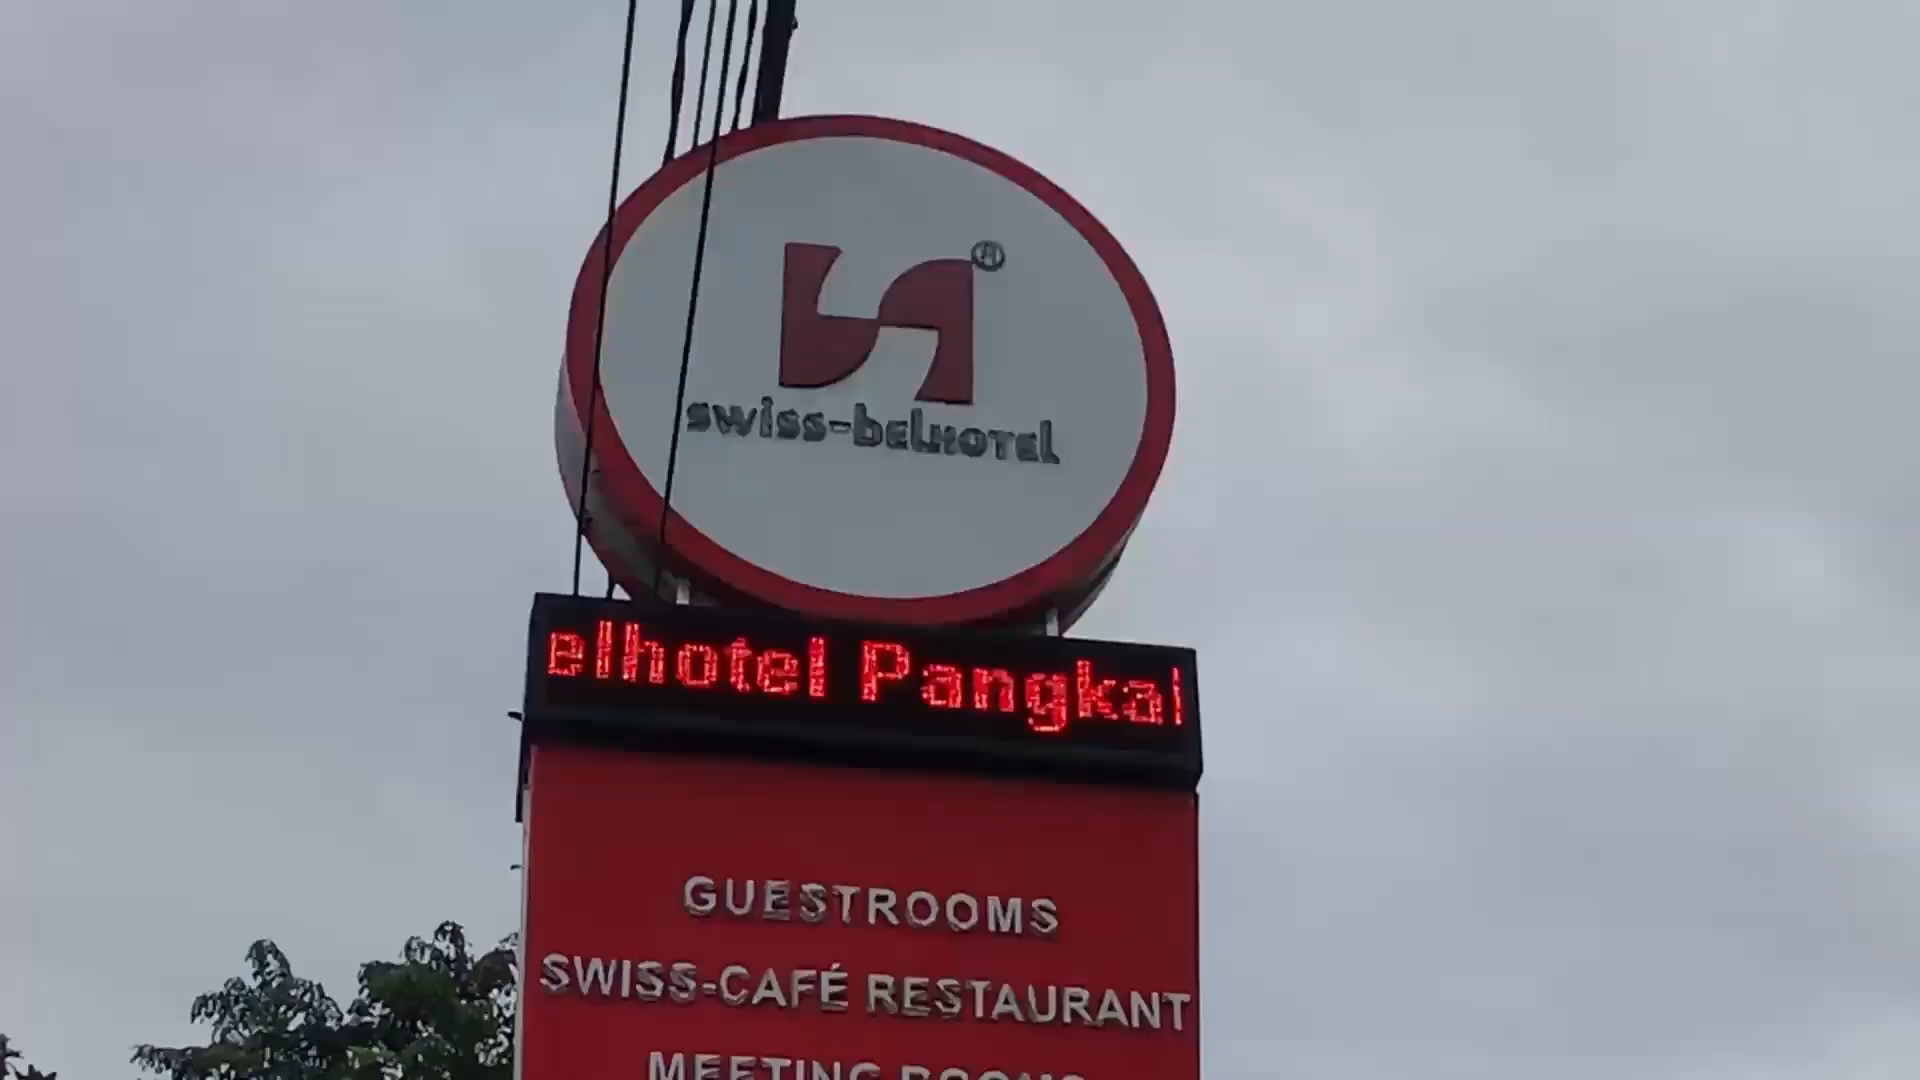 ®
swiss-belhotel
elhotel Pangkal
GUESTROOMS
SWISS-CAFÉ RESTAURANT
MEETING ROOMS